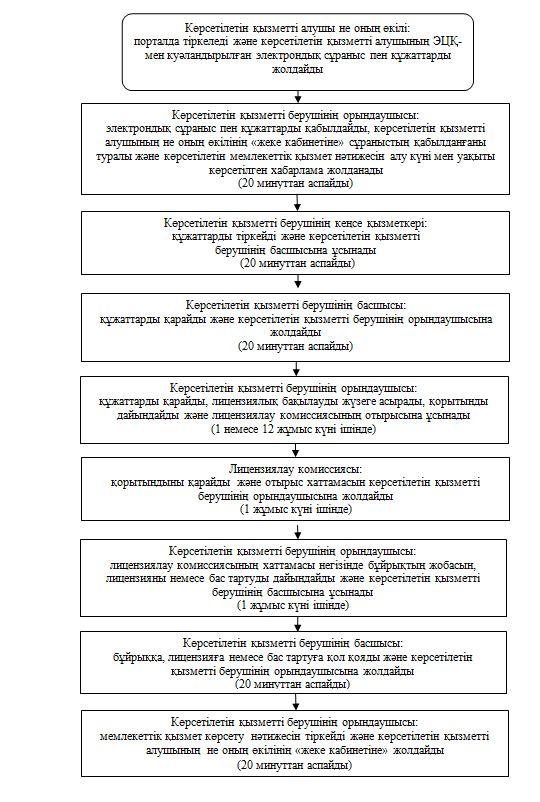 Көрсетілетін қызметті алушы не оның өкілі:
порталда тіркеледі және көрсетілетін қызметті алушының ЭЦҚ-
мен куәландырылған электрондық сұраныс пен құжаттарды
жолдайды
Көрсетілетін қызметті берушінің орындаушысы:
электрондық сұраныс пен құжаттарды қабылдайды, көрсетілетін қызметті
алушының не оның өкілінің «жеке кабинетіне» сұраныстың қабылданғаны
туралы және көрсетілетін мемлекеттік қызмет нәтижесін алу күні мен уақыты
көрсетілген хабарлама жолданады
(20 минуттан аспайды)
Көрсетілетін қызметті берушінің кеңсе қызметкері:
құжаттарды тіркейді және көрсетілетін қызметті
берушінің басшысына ұсынады
(20 минуттан аспайды)
Көрсетілетін қызметті берушінің басшысы:
құжаттарды қарайды және көрсетілетін қызметті берушінің орындаушысына
жолдайды
(20 минуттан аспайды)
Көрсетілетін қызметті берушінің орындаушысы:
құжаттарды қарайды, лицензиялық бақылауды жүзеге асырады, қорытынды
дайындайды және лицензиялау комиссиясының отырысына ұсынады
(1 немесе 12 жұмыс күні ішінде)
Лицензиялау комиссиясы:
қорытындыны қарайды және отырыс хаттамасын көрсетілетін қызметті
берушінің орындаушысына жолдайды
(1 жұмыс күні ішінде)
Көрсетілетін қызметті берушінің орындаушысы:
лицензиялау комиссиясының хаттамасы негізінде бұйрықтың жобасын,
лицензияны немесе бас тартуды дайындайды және көрсетілетін қызметті
берушінің басшысына ұсынады
(1 жұмыс күні ішінде)
Көрсетілетін қызметті берушінің басшысы:
бұйрыққа, лицензияға немесе бас тартуға қол қояды және көрсетілетін
қызметті берушінің орындаушысына жолдайды
(20 минуттан аспайды)
Көрсетілетін қызметті берушінің орындаушысы:
мемлекеттік қызмет көрсету нәтижесін тіркейді және көрсетілетін қызметті
алушының не оның өкілінің «жеке кабинетіне» жолдайды
(20 минуттан аспайды)